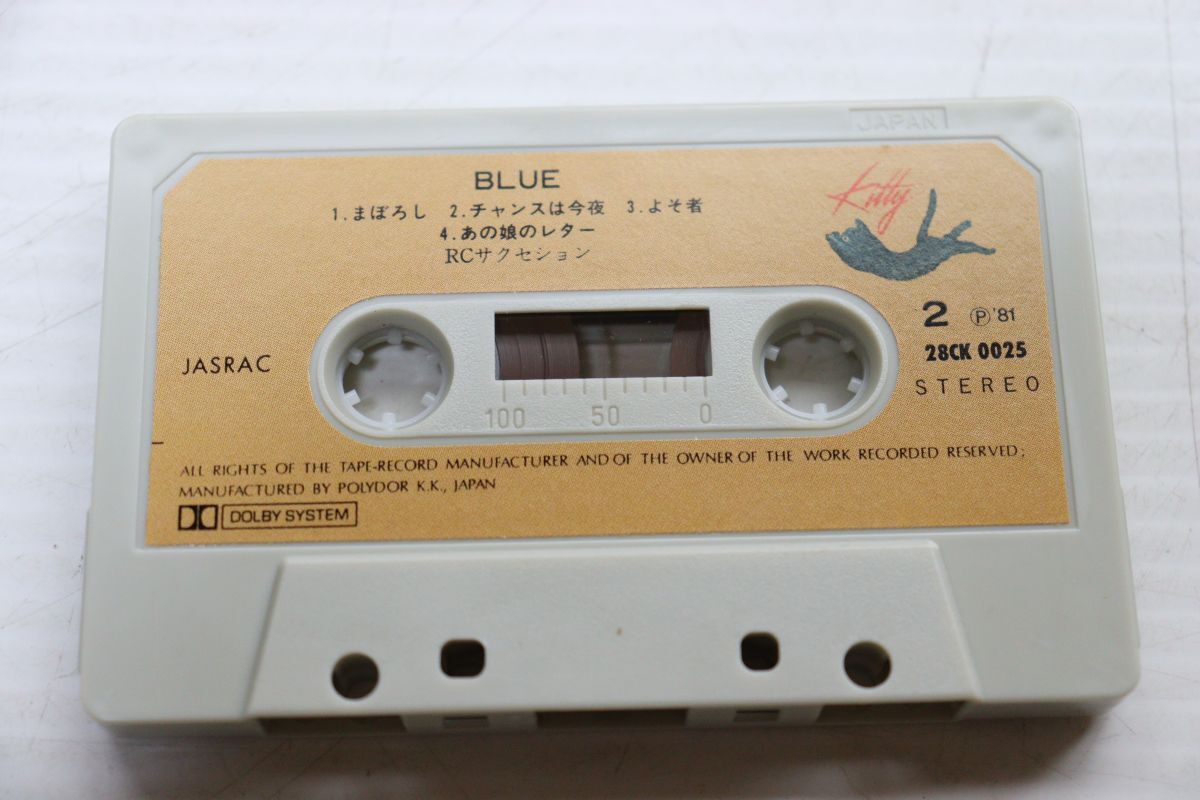 JAPAN
BLUE
1.まぼろし 2.チャンスは今夜 3.よそ者
4.あの娘のレター
RCサクセション
Kitty
2 Ⓟ'81
28CK 0025
STEREO
JASRAC
100 50 0
ALL RIGHTS OF THE TAPE-RECORD MANUFACTURER AND OF THE OWNER OF THE WORK RECORDED RESERVED;
MANUFACTURED BY POLYDOR K.K., JAPAN
DOLBY SYSTEM